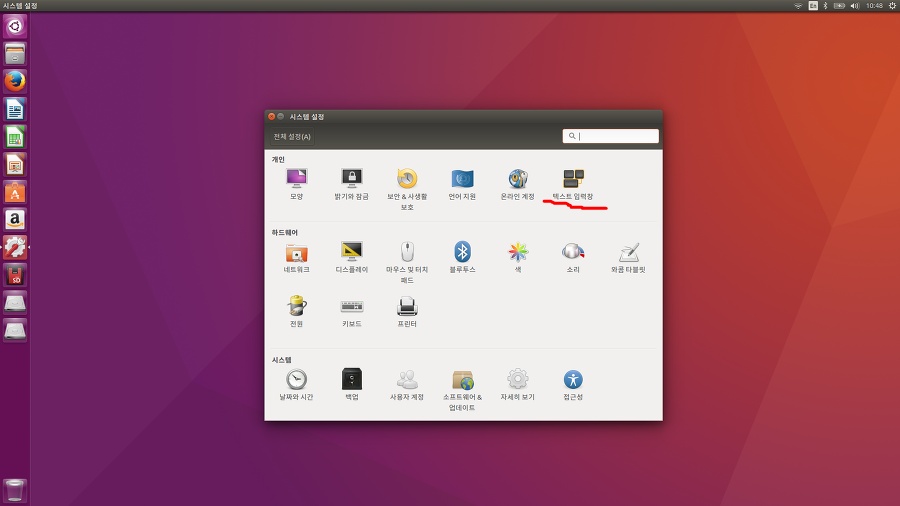 시스템 설정
En
10:48
시스템 설정
전체 설정(A)
개인
모양
밝기와 잠금
보안 & 사생활
보호
언어 지원
온라인 계정
텍스트 입력창
하드웨어
네트워크
디스플레이
마우스 및 터치
패드
블루투스
색
소리
와콤 타블릿
전원
키보드
프린터
시스템
날짜와 시간
백업
사용자 계정
소프트웨어 &
업데이트
자세히 보기
접근성
A
a
SD